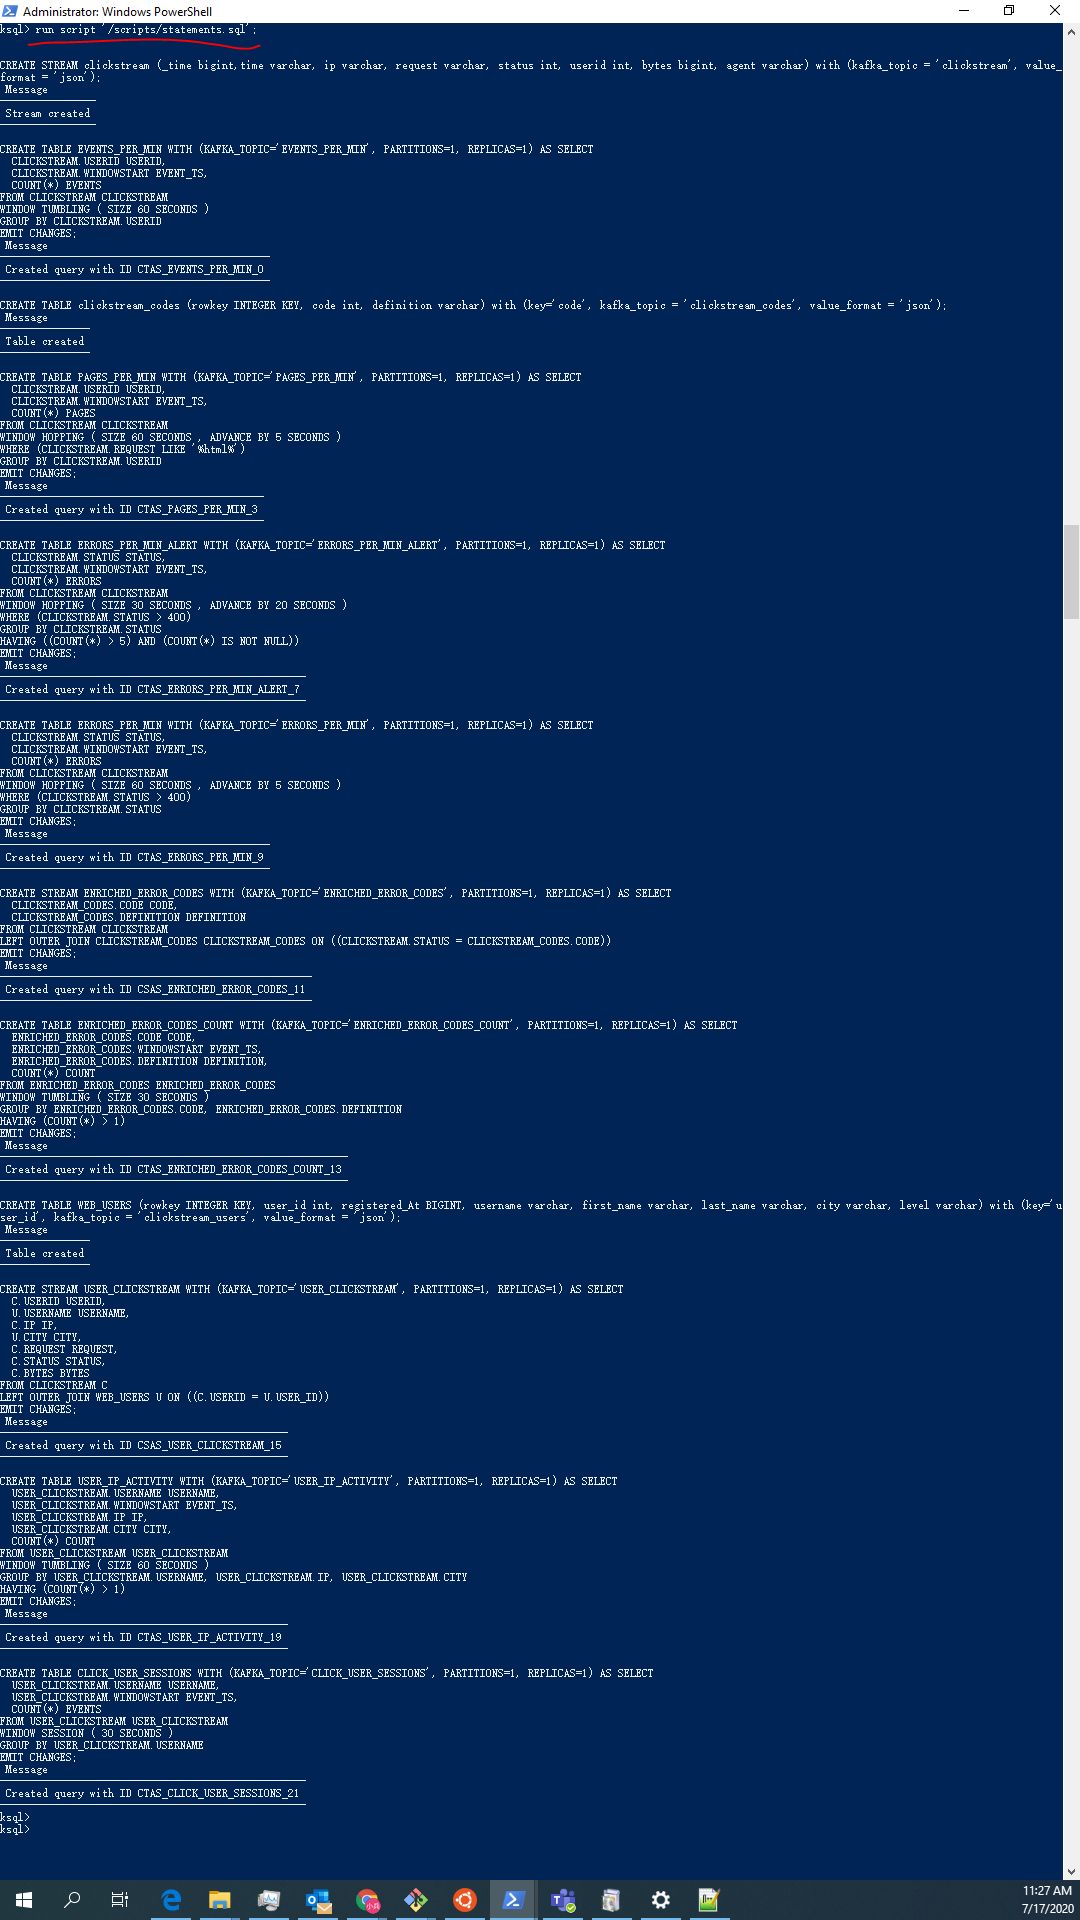 Administrator: Windows PowerShell
ksql> run script '/scripts/statements.sql';
CREATE STREAM clickstream (_time bigint,time varchar, ip varchar, request varchar, status int, userid int, bytes bigint, agent varchar) with (kafka_topic = 'clickstream', value_
format = 'json');
Message
Stream created
CREATE TABLE EVENTS_PER_MIN WITH (KAFKA_TOPIC='EVENTS_PER_MIN', PARTITIONS=1, REPLICAS=1) AS SELECT
CLICKSTREAM.USERID USERID,
CLICKSTREAM.WINDOWSTART EVENT_TS,
COUNT(*) EVENTS
FROM CLICKSTREAM CLICKSTREAM
WINDOW TUMBLING ( SIZE 60 SECONDS )
GROUP BY CLICKSTREAM.USERID
EMIT CHANGES;
Message
Created query with ID CTAS_EVENTS_PER_MIN_0
CREATE TABLE clickstream_codes (rowkey INTEGER KEY, code int, definition varchar) with (key='code', kafka_topic = 'clickstream_codes', value_format = 'json');
Message
Table created
CREATE TABLE PAGES_PER_MIN WITH (KAFKA_TOPIC='PAGES_PER_MIN', PARTITIONS=1, REPLICAS=1) AS SELECT
CLICKSTREAM.USERID USERID,
CLICKSTREAM.WINDOWSTART EVENT_TS,
COUNT(*) PAGES
FROM CLICKSTREAM CLICKSTREAM
WINDOW HOPPING ( SIZE 60 SECONDS , ADVANCE BY 5 SECONDS )
WHERE (CLICKSTREAM.REQUEST LIKE '%html%')
GROUP BY CLICKSTREAM.USERID
EMIT CHANGES;
Message
Created query with ID CTAS_PAGES_PER_MIN_3
CREATE TABLE ERRORS_PER_MIN_ALERT WITH (KAFKA_TOPIC='ERRORS_PER_MIN_ALERT', PARTITIONS=1, REPLICAS=1) AS SELECT
CLICKSTREAM.STATUS STATUS,
CLICKSTREAM.WINDOWSTART EVENT_TS,
COUNT(*) ERRORS
FROM CLICKSTREAM CLICKSTREAM
WINDOW HOPPING ( SIZE 30 SECONDS , ADVANCE BY 20 SECONDS )
WHERE (CLICKSTREAM.STATUS > 400)
GROUP BY CLICKSTREAM.STATUS
HAVING ((COUNT(*) > 5) AND (COUNT(*) IS NOT NULL))
EMIT CHANGES;
Message
Created query with ID CTAS_ERRORS_PER_MIN_ALERT_7
CREATE TABLE ERRORS_PER_MIN WITH (KAFKA_TOPIC='ERRORS_PER_MIN', PARTITIONS=1, REPLICAS=1) AS SELECT
CLICKSTREAM.STATUS STATUS,
CLICKSTREAM.WINDOWSTART EVENT_TS,
COUNT(*) ERRORS
FROM CLICKSTREAM CLICKSTREAM
WINDOW HOPPING ( SIZE 60 SECONDS , ADVANCE BY 5 SECONDS )
WHERE (CLICKSTREAM.STATUS > 400)
GROUP BY CLICKSTREAM.STATUS
EMIT CHANGES;
Message
Created query with ID CTAS_ERRORS_PER_MIN_9
CREATE STREAM ENRICHED_ERROR_CODES WITH (KAFKA_TOPIC='ENRICHED_ERROR_CODES', PARTITIONS=1, REPLICAS=1) AS SELECT
CLICKSTREAM_CODES.CODE CODE,
CLICKSTREAM_CODES.DEFINITION DEFINITION
FROM CLICKSTREAM CLICKSTREAM
LEFT OUTER JOIN CLICKSTREAM_CODES CLICKSTREAM_CODES ON ((CLICKSTREAM.STATUS = CLICKSTREAM_CODES.CODE))
EMIT CHANGES;
Message
Created query with ID CSAS_ENRICHED_ERROR_CODES_11
CREATE TABLE ENRICHED_ERROR_CODES_COUNT WITH (KAFKA_TOPIC='ENRICHED_ERROR_CODES_COUNT', PARTITIONS=1, REPLICAS=1) AS SELECT
ENRICHED_ERROR_CODES.CODE CODE,
ENRICHED_ERROR_CODES.WINDOWSTART EVENT_TS,
ENRICHED_ERROR_CODES.DEFINITION DEFINITION,
COUNT(*) COUNT
FROM ENRICHED_ERROR_CODES ENRICHED_ERROR_CODES
WINDOW TUMBLING ( SIZE 30 SECONDS )
GROUP BY ENRICHED_ERROR_CODES.CODE, ENRICHED_ERROR_CODES.DEFINITION
HAVING (COUNT(*) > 1)
EMIT CHANGES;
Message
Created query with ID CTAS_ENRICHED_ERROR_CODES_COUNT_13
CREATE TABLE WEB_USERS (rowkey INTEGER KEY, user_id int, registered_At BIGINT, username varchar, first_name varchar, last_name varchar, city varchar, level varchar) with (key='u
ser_id', kafka_topic = 'clickstream_users', value_format = 'json');
Message
Table created
CREATE STREAM USER_CLICKSTREAM WITH (KAFKA_TOPIC='USER_CLICKSTREAM', PARTITIONS=1, REPLICAS=1) AS SELECT
C.USERID USERID,
U.USERNAME USERNAME,
C.IP IP,
U.CITY CITY,
C.REQUEST REQUEST,
C.STATUS STATUS,
C.BYTES BYTES
FROM CLICKSTREAM C
LEFT OUTER JOIN WEB_USERS U ON ((C.USERID = U.USER_ID))
EMIT CHANGES;
Message
Created query with ID CSAS_USER_CLICKSTREAM_15
CREATE TABLE USER_IP_ACTIVITY WITH (KAFKA_TOPIC='USER_IP_ACTIVITY', PARTITIONS=1, REPLICAS=1) AS SELECT
USER_CLICKSTREAM.USERNAME USERNAME,
USER_CLICKSTREAM.WINDOWSTART EVENT_TS,
USER_CLICKSTREAM.IP IP,
USER_CLICKSTREAM.CITY CITY,
COUNT(*) COUNT
FROM USER_CLICKSTREAM USER_CLICKSTREAM
WINDOW TUMBLING ( SIZE 60 SECONDS )
GROUP BY USER_CLICKSTREAM.USERNAME, USER_CLICKSTREAM.IP, USER_CLICKSTREAM.CITY
HAVING (COUNT(*) > 1)
EMIT CHANGES;
Message
Created query with ID CTAS_USER_IP_ACTIVITY_19
CREATE TABLE CLICK_USER_SESSIONS WITH (KAFKA_TOPIC='CLICK_USER_SESSIONS', PARTITIONS=1, REPLICAS=1) AS SELECT
USER_CLICKSTREAM.USERNAME USERNAME,
USER_CLICKSTREAM.WINDOWSTART EVENT_TS,
COUNT(*) EVENTS
FROM USER_CLICKSTREAM USER_CLICKSTREAM
WINDOW SESSION ( 30 SECONDS )
GROUP BY USER_CLICKSTREAM.USERNAME
EMIT CHANGES;
Message
Created query with ID CTAS_CLICK_USER_SESSIONS_21
ksql>
ksql>
11:27 AM
7/17/2020